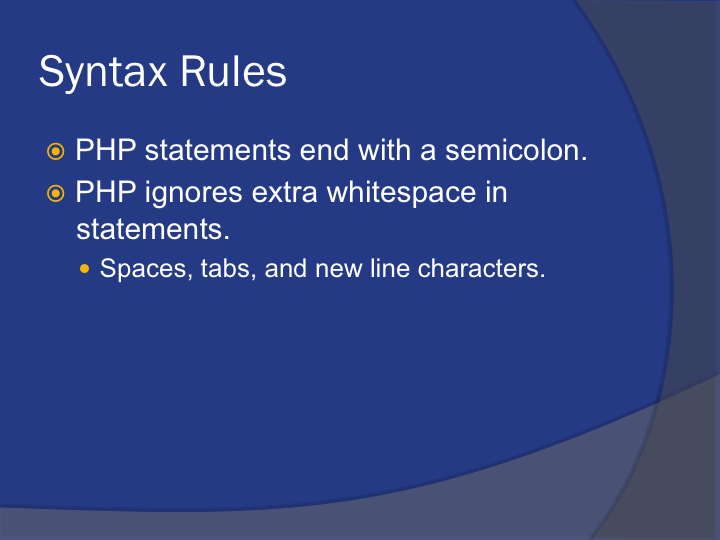 Syntax Rules
PHP statements end with a semicolon.
PHP ignores extra whitespace in
statements.
Spaces, tabs, and new line characters.